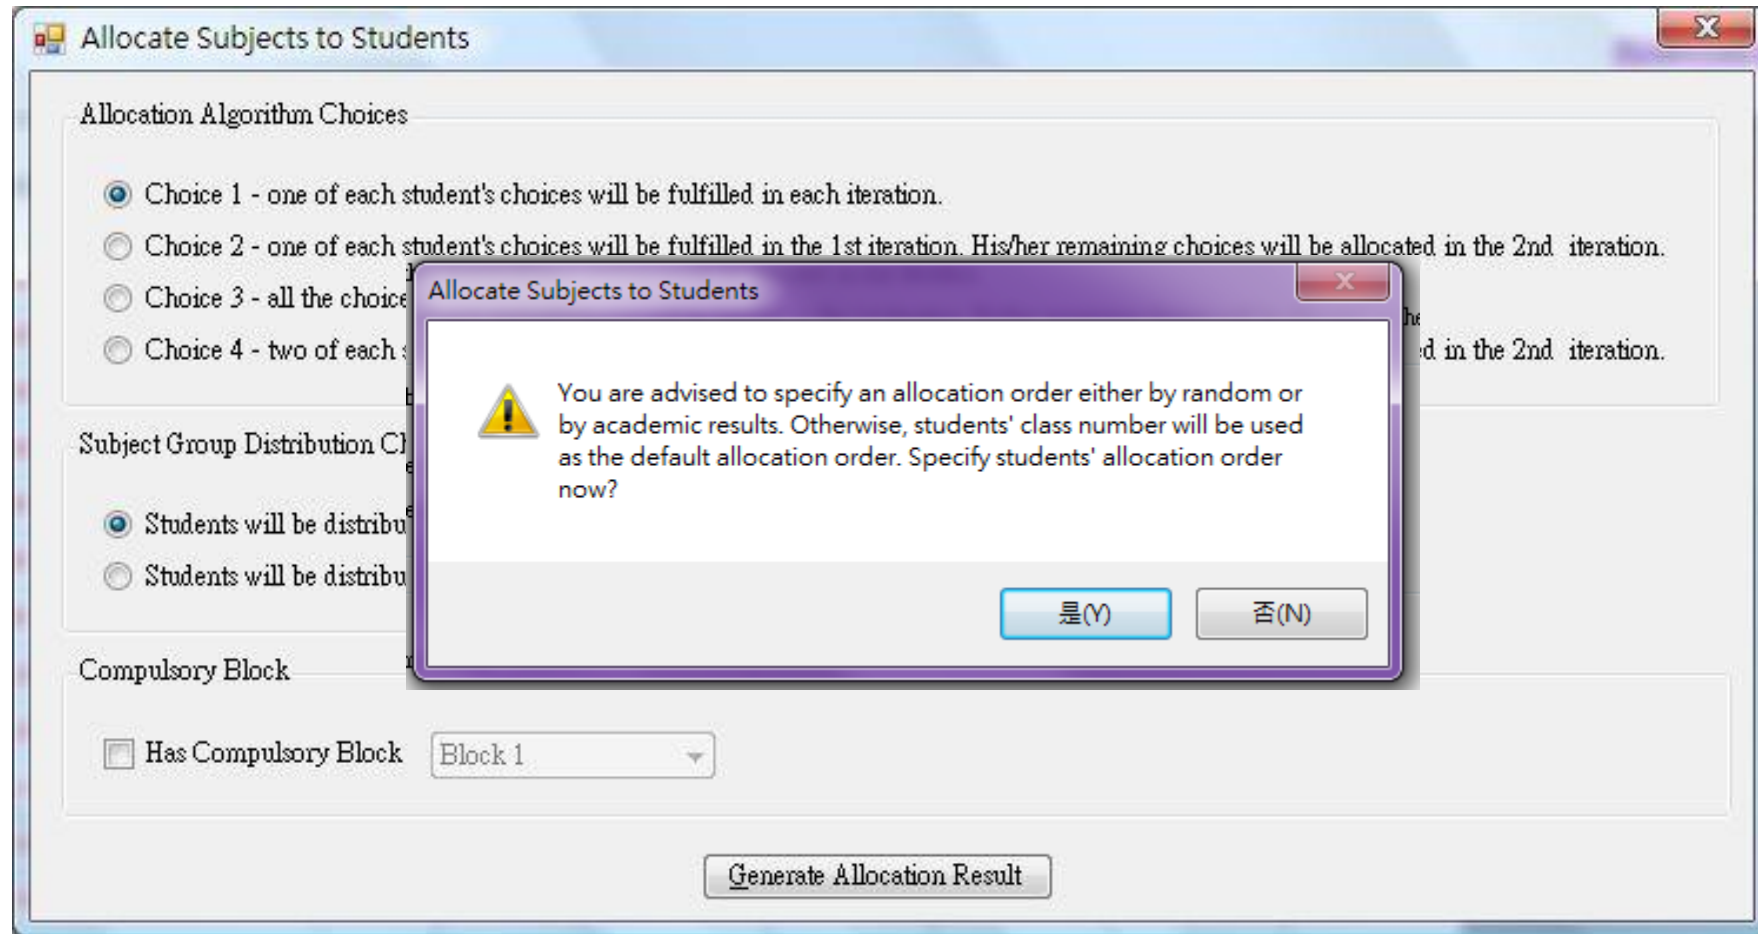 Allocate Subjects to Students
Allocation Algorithm Choices
Choice 1 - one of each student's choices will be fulfilled in each iteration.
Choice 2 - one of each student's choices will be fulfilled in the 1st iteration. His/her remaining choices will be allocated in the 2nd iteration.
Choice 3 - all the choice
Choice 4 - two of each
in the 2nd iteration.
Allocate Subjects to Students
You are advised to specify an allocation order either by random or
by academic results. Otherwise, students' class number will be used
as the default allocation order. Specify students' allocation order
now?
是(Y) 否(N)
Subject Group Distribution
Students will be distribu
Students will be distribu
Compulsory Block
Has Compulsory Block Block 1
Generate Allocation Result